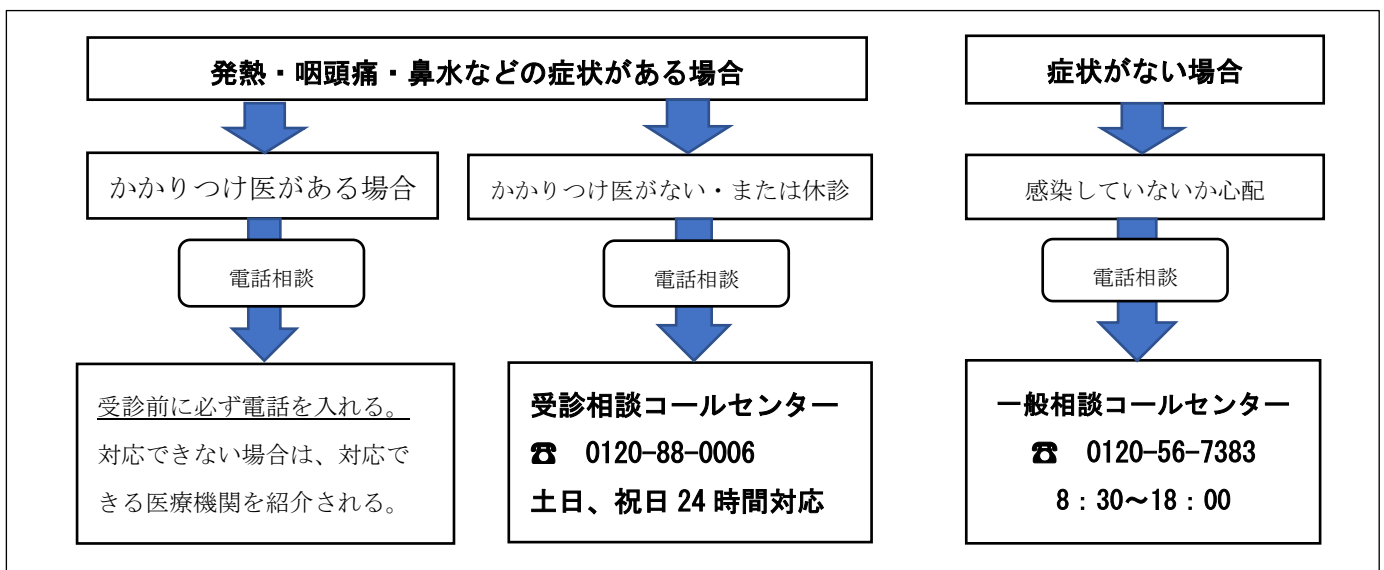 発熱・咽頭痛・鼻水などの症状がある場合
症状がない場合
かかりつけ医がある場合
かかりつけ医がない・または休診
感染していないか心配
電話相談
電話相談
電話相談
受診前に必ず電話を入れる。
対応できない場合は、対応で
きる医療機関を紹介される。
受診相談コールセンター
☎ 0120-88-0006
土日、祝日24時間対応
一般相談コールセンター
☎ 0120-56-7383
8：30～18：00